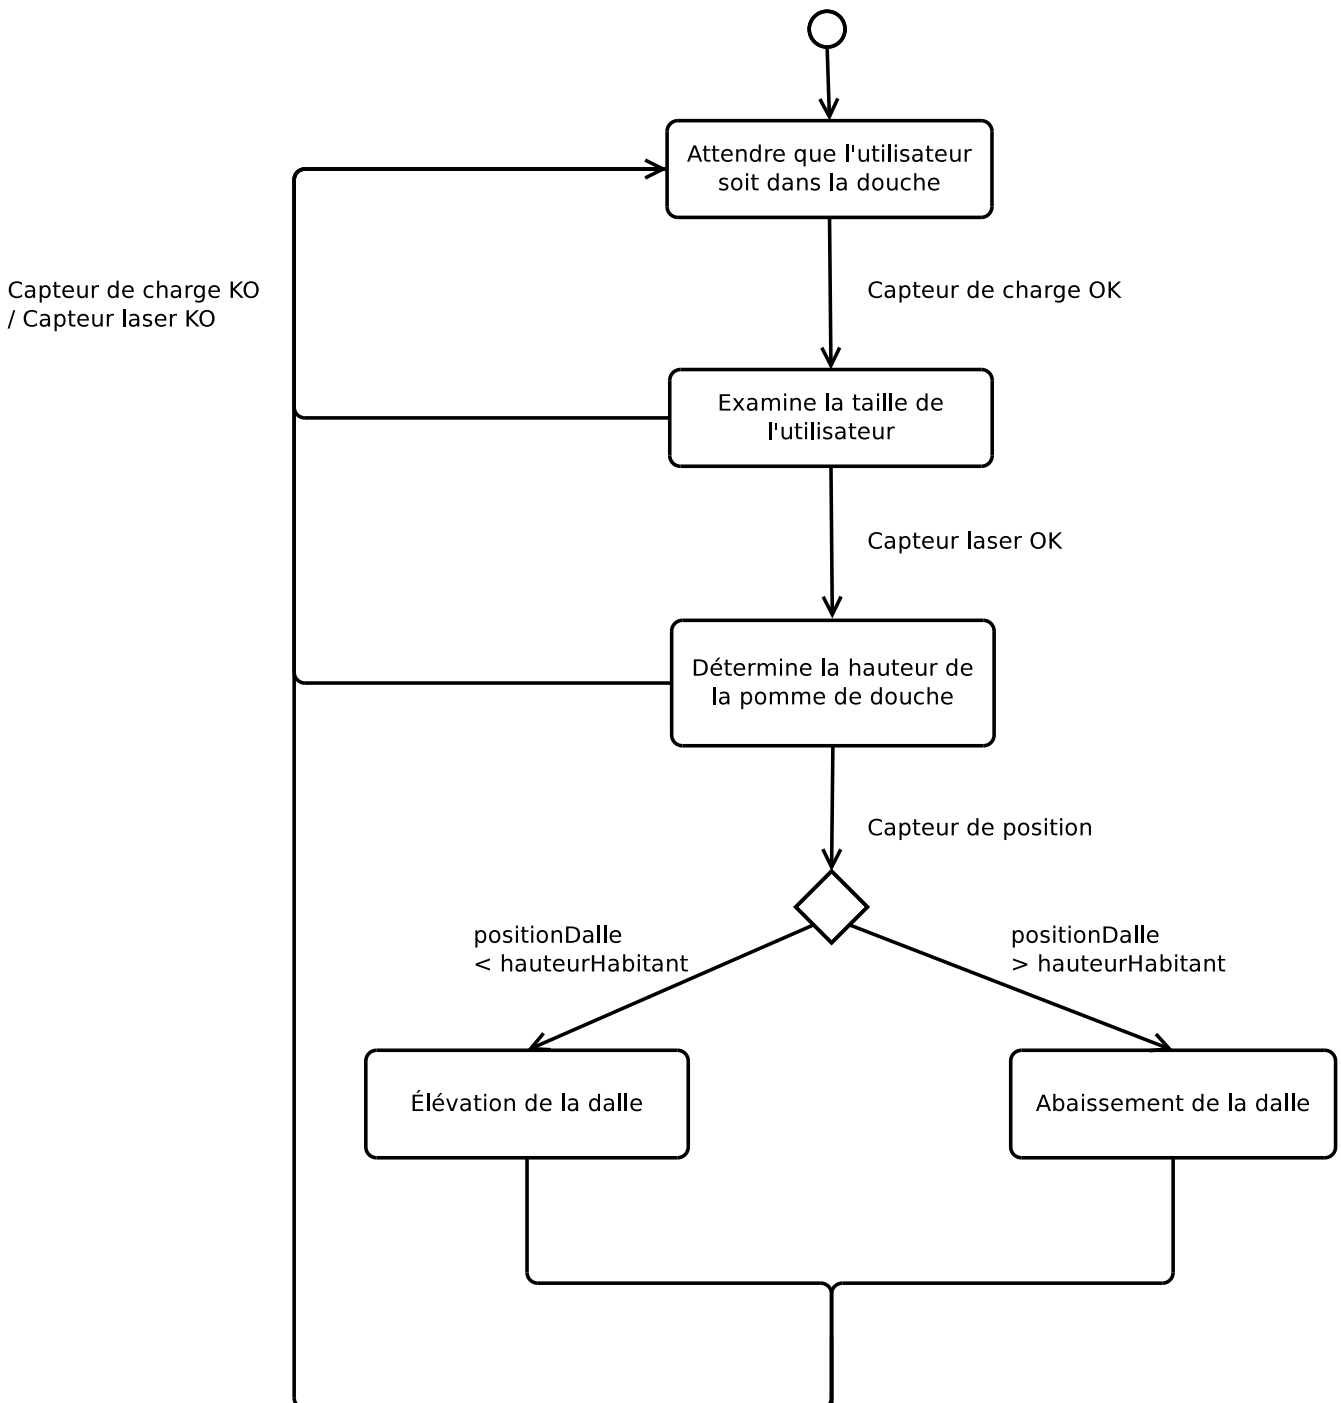 Attendre que l'utilisateur
soit dans la douche
Capteur de charge KO
/ Capteur laser KO
Capteur de charge OK
Examine la taille de
l'utilisateur
Capteur laser OK
Détermine la hauteur de
la pomme de douche
Capteur de position
positionDalle
< hauteurHabitant
positionDalle
> hauteurHabitant
Élévation de la dalle
Abaissement de la dalle